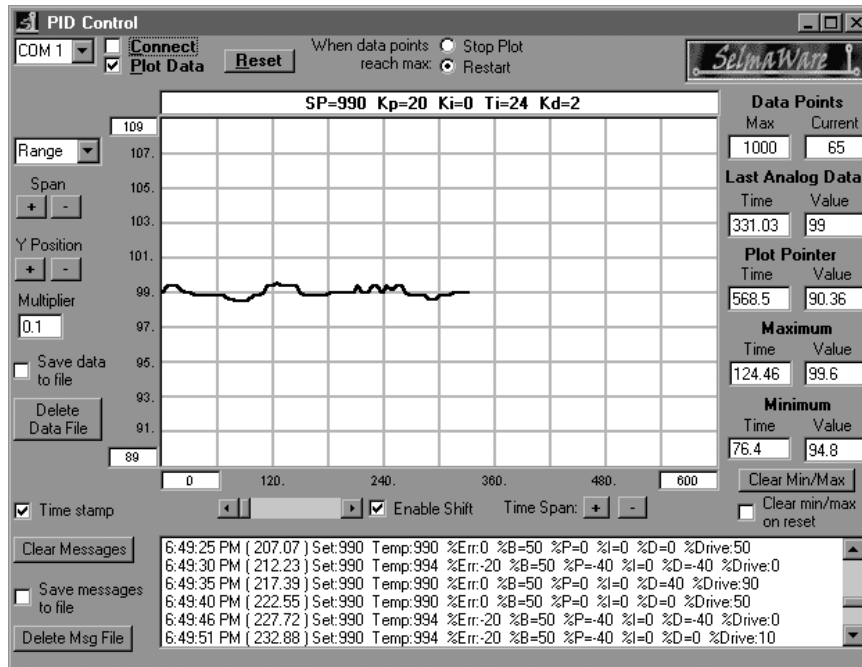 PID Control
COM 1
Connect
Plot Data
Reset
When data points reach max:
Stop Plot
Restart
SelmaWare
SP=990 Kp=20 Ki=0 Ti=24 Kd=2
109
107.
105.
103.
101.
99.
97.
95.
93.
91.
89
0
120.
240.
360.
480.
600
Range
Span
+ -
Y Position
+ -
Multiplier
0.1
Save data to file
Delete Data File
Data Points
Max Current
1000 65
Last Analog Data
Time Value
331.03 99
Plot Pointer
Time Value
568.5 90.36
Maximum
Time Value
124.46 99.6
Minimum
Time Value
76.4 94.8
Clear Min/Max
Clear min/max on reset
Time stamp
Enable Shift
Time Span: + -
Clear Messages
Save messages to file
Delete Msg File
6:49:25 PM ( 207.07 ) Set:990 Temp:990 %Err:0 %B=50 %P=0 %I=0 %D=0 %Drive:50
6:49:30 PM ( 212.23 ) Set:990 Temp:994 %Err:-20 %B=50 %P=-40 %I=0 %D=-40 %Drive:0
6:49:35 PM ( 217.39 ) Set:990 Temp:990 %Err:0 %B=50 %P=0 %I=0 %D=40 %Drive:90
6:49:40 PM ( 222.55 ) Set:990 Temp:990 %Err:0 %B=50 %P=0 %I=0 %D=0 %Drive:50
6:49:46 PM ( 227.72 ) Set:990 Temp:994 %Err:-20 %B=50 %P=-40 %I=0 %D=-40 %Drive:0
6:49:51 PM ( 232.88 ) Set:990 Temp:994 %Err:-20 %B=50 %P=-40 %I=0 %D=0 %Drive:10